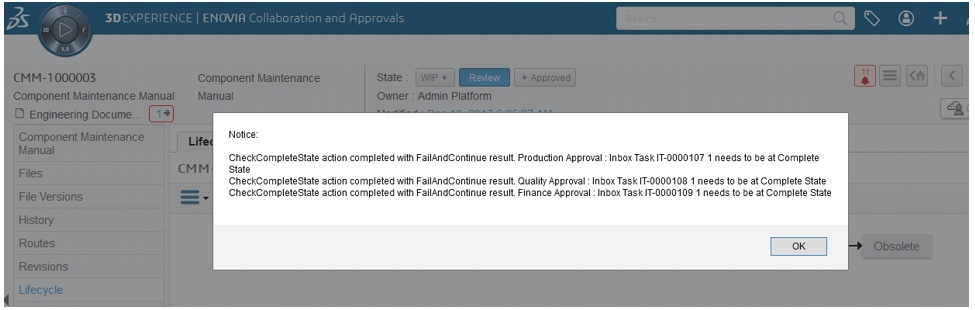 3DEXPERIENCE | ENOVIA Collaboration and Approvals
Search
3D
V.R
CMM-1000003
Component Maintenance Manual
Engineering Docume... 1
Component Maintenance Manual
State : WIP Review Approved
Owner : Admin Platform
11
Component Maintenance Manual
Files
File Versions
History
Routes
Revisions
Lifecycle
Lifec
CMM-
Notice:
CheckCompleteState action completed with FailAndContinue result. Production Approval : Inbox Task IT-0000107 1 needs to be at Complete
State
CheckCompleteState action completed with FailAndContinue result. Quality Approval : Inbox Task IT-0000108 1 needs to be at Complete State
CheckCompleteState action completed with FailAndContinue result. Finance Approval : Inbox Task IT-0000109 1 needs to be at Complete State
OK
Obsolete